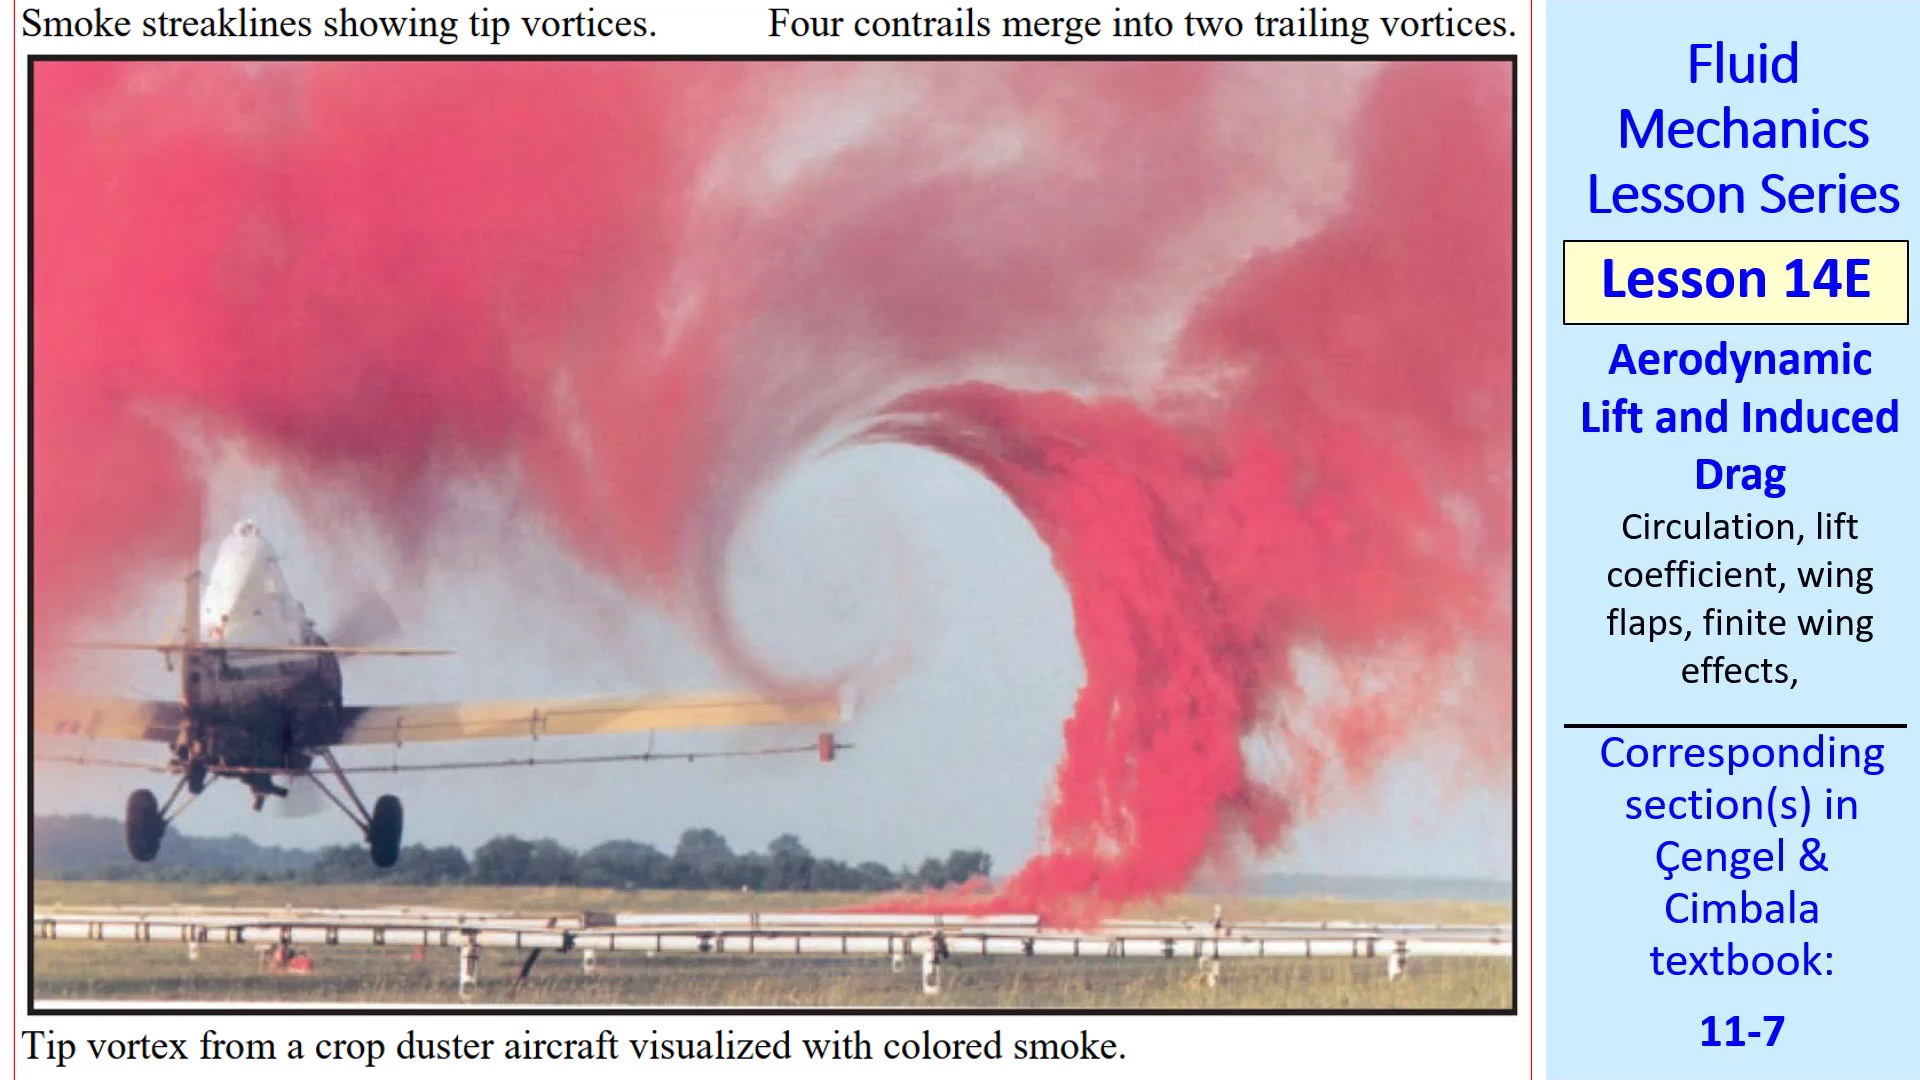 Smoke streaklines showing tip vortices.
Four contrails merge into two trailing vortices.
Tip vortex from a crop duster aircraft visualized with colored smoke.
Fluid
Mechanics
Lesson Series
Lesson 14E
Aerodynamic
Lift and Induced
Drag
Circulation, lift
coefficient, wing
flaps, finite wing
effects,
Corresponding
section(s) in
Çengel &
Cimbala
textbook:
11-7